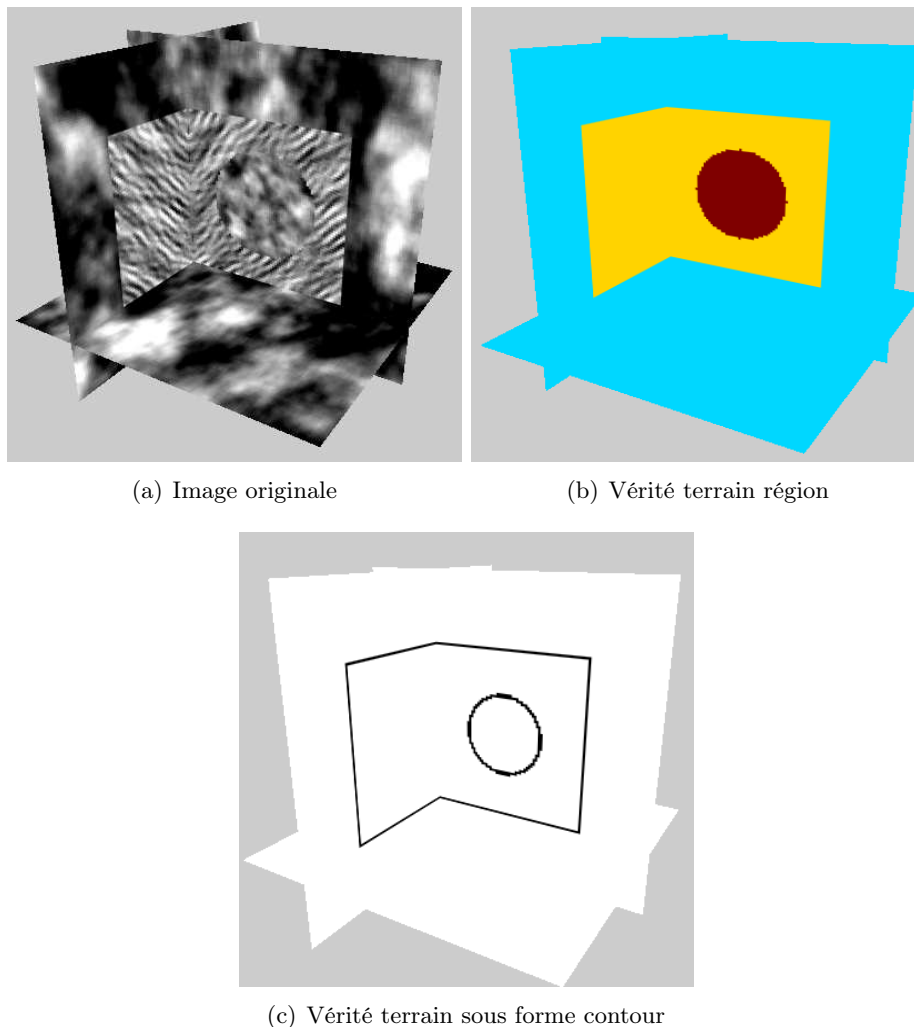 (a) Image originale
(b) Vérité terrain région
(c) Vérité terrain sous forme contour